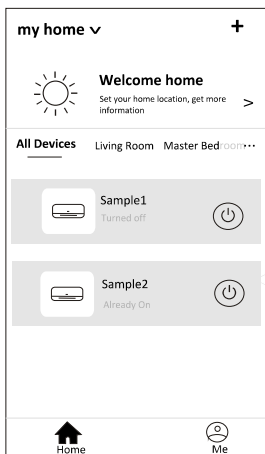 my home
Welcome home
Set your home location, get more
information
All Devices Living Room Master Bedroom
Sample1
Turned off
Sample2
Already On
Home Me